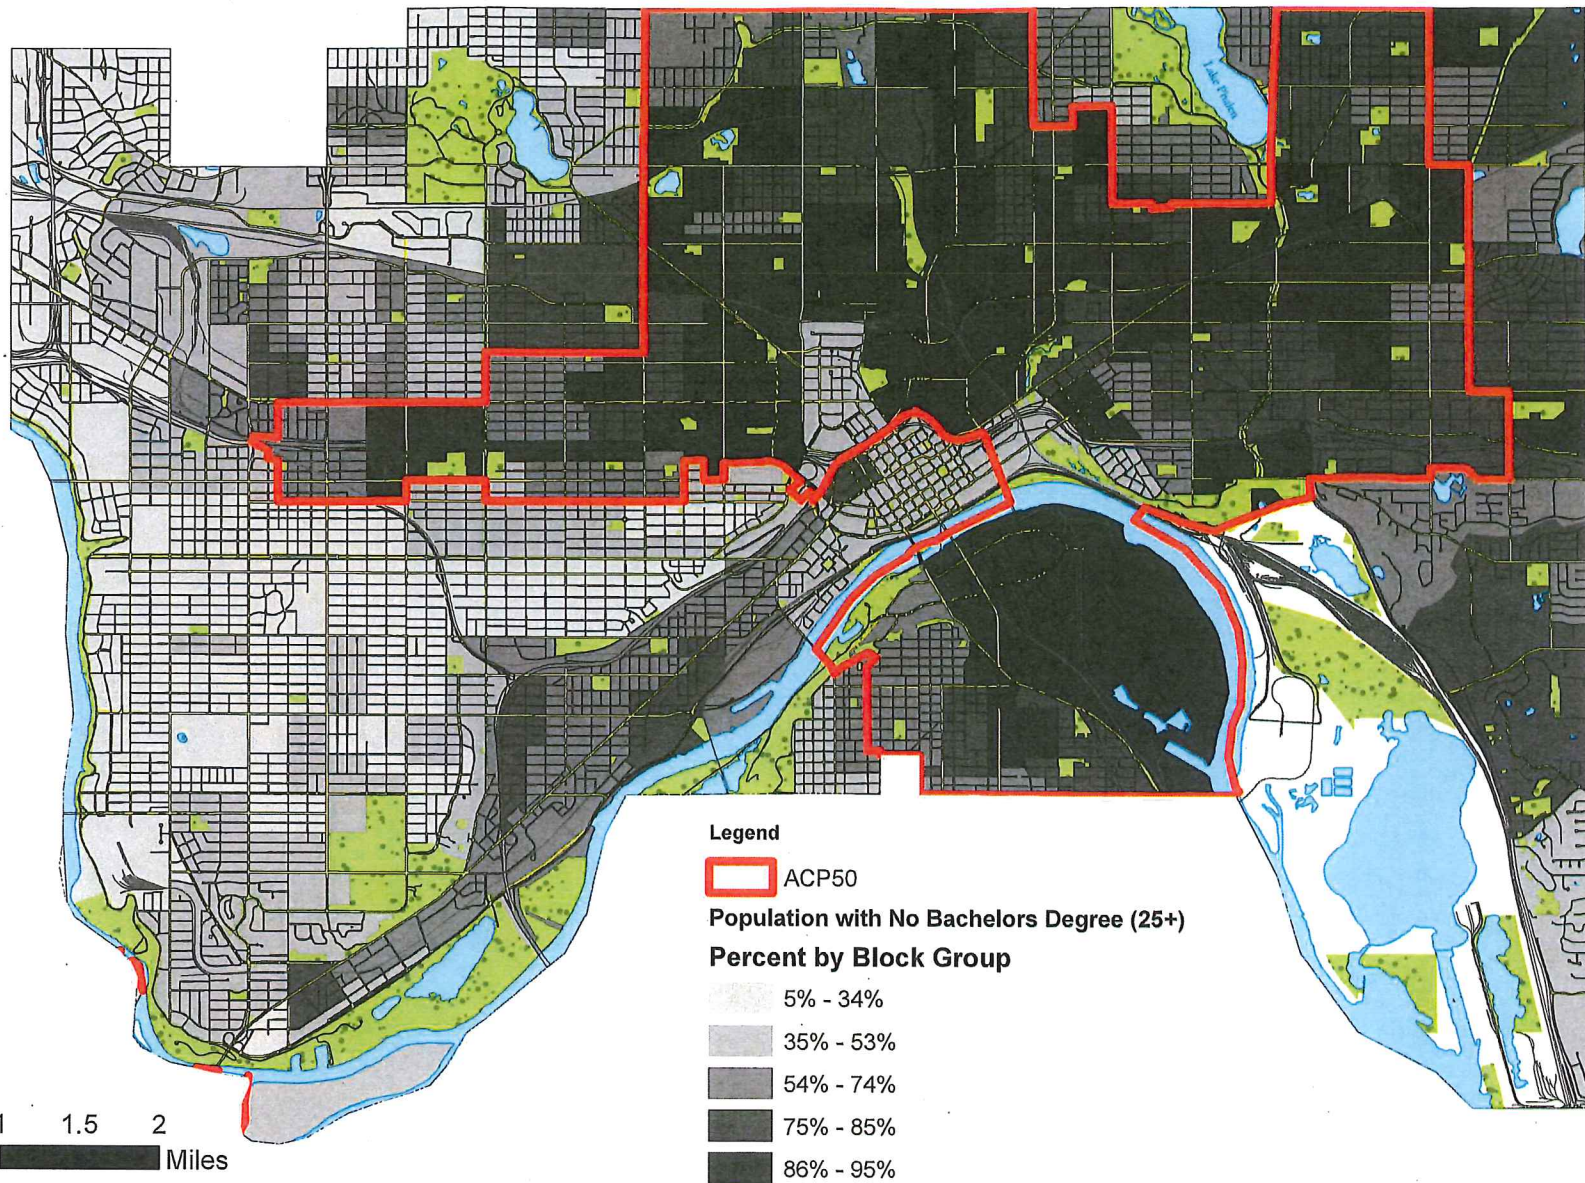 Lake Phalen
Legend
ACP50
Population with No Bachelors Degree (25+)
Percent by Block Group
5% - 34%
35% - 53%
54% - 74%
75% - 85%
86% - 95%
1 1.5 2
Miles